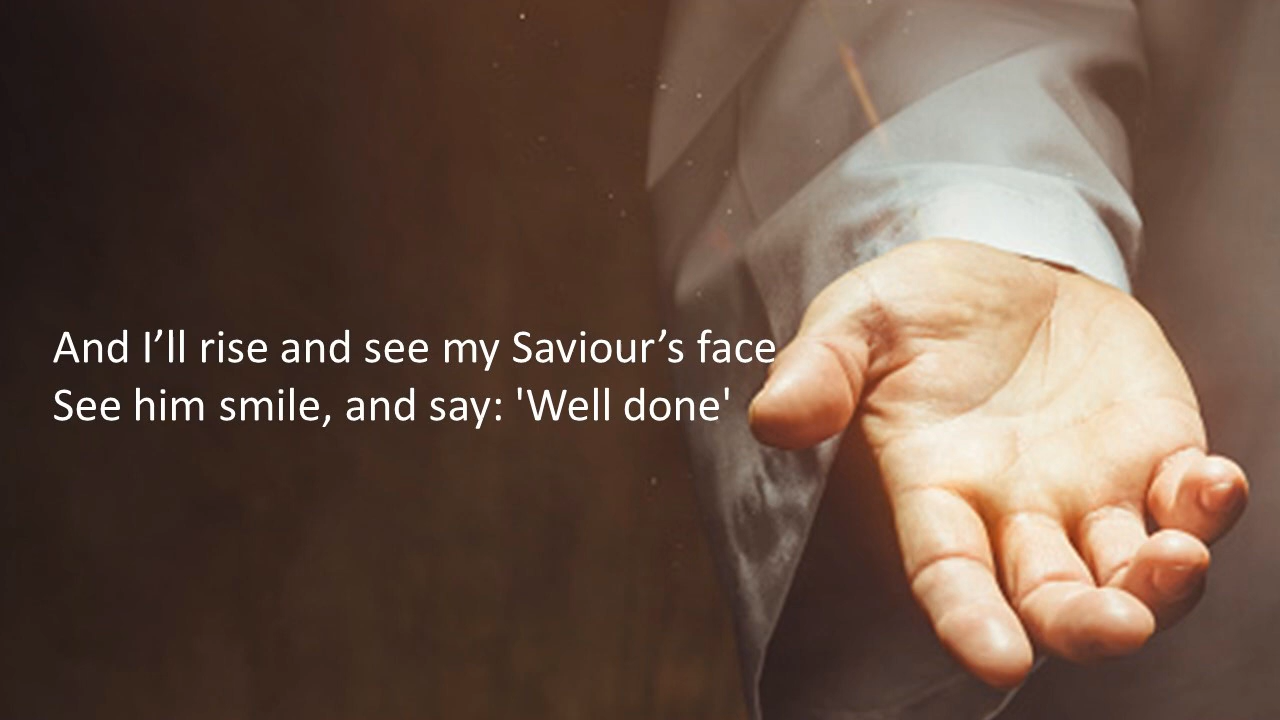 And I’ll rise and see my Saviour’s face
See him smile, and say: 'Well done'